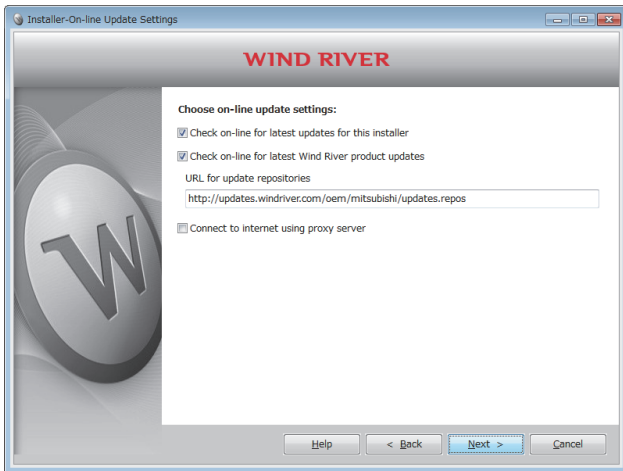 Installer-On-line Update Settings
WIND RIVER
Choose on-line update settings:
Check on-line for latest updates for this installer
Check on-line for latest Wind River product updates
URL for update repositories
http://updates.windriver.com/oem/mitsubishi/updates.repos
Connect to internet using proxy server
W
Help < Back Next > Cancel